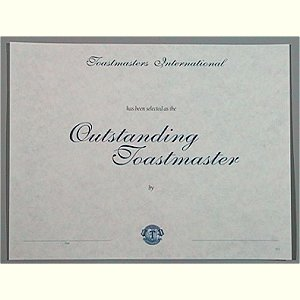 Toastmasters International
has been selected as the
Outstanding
Toastmaster
by